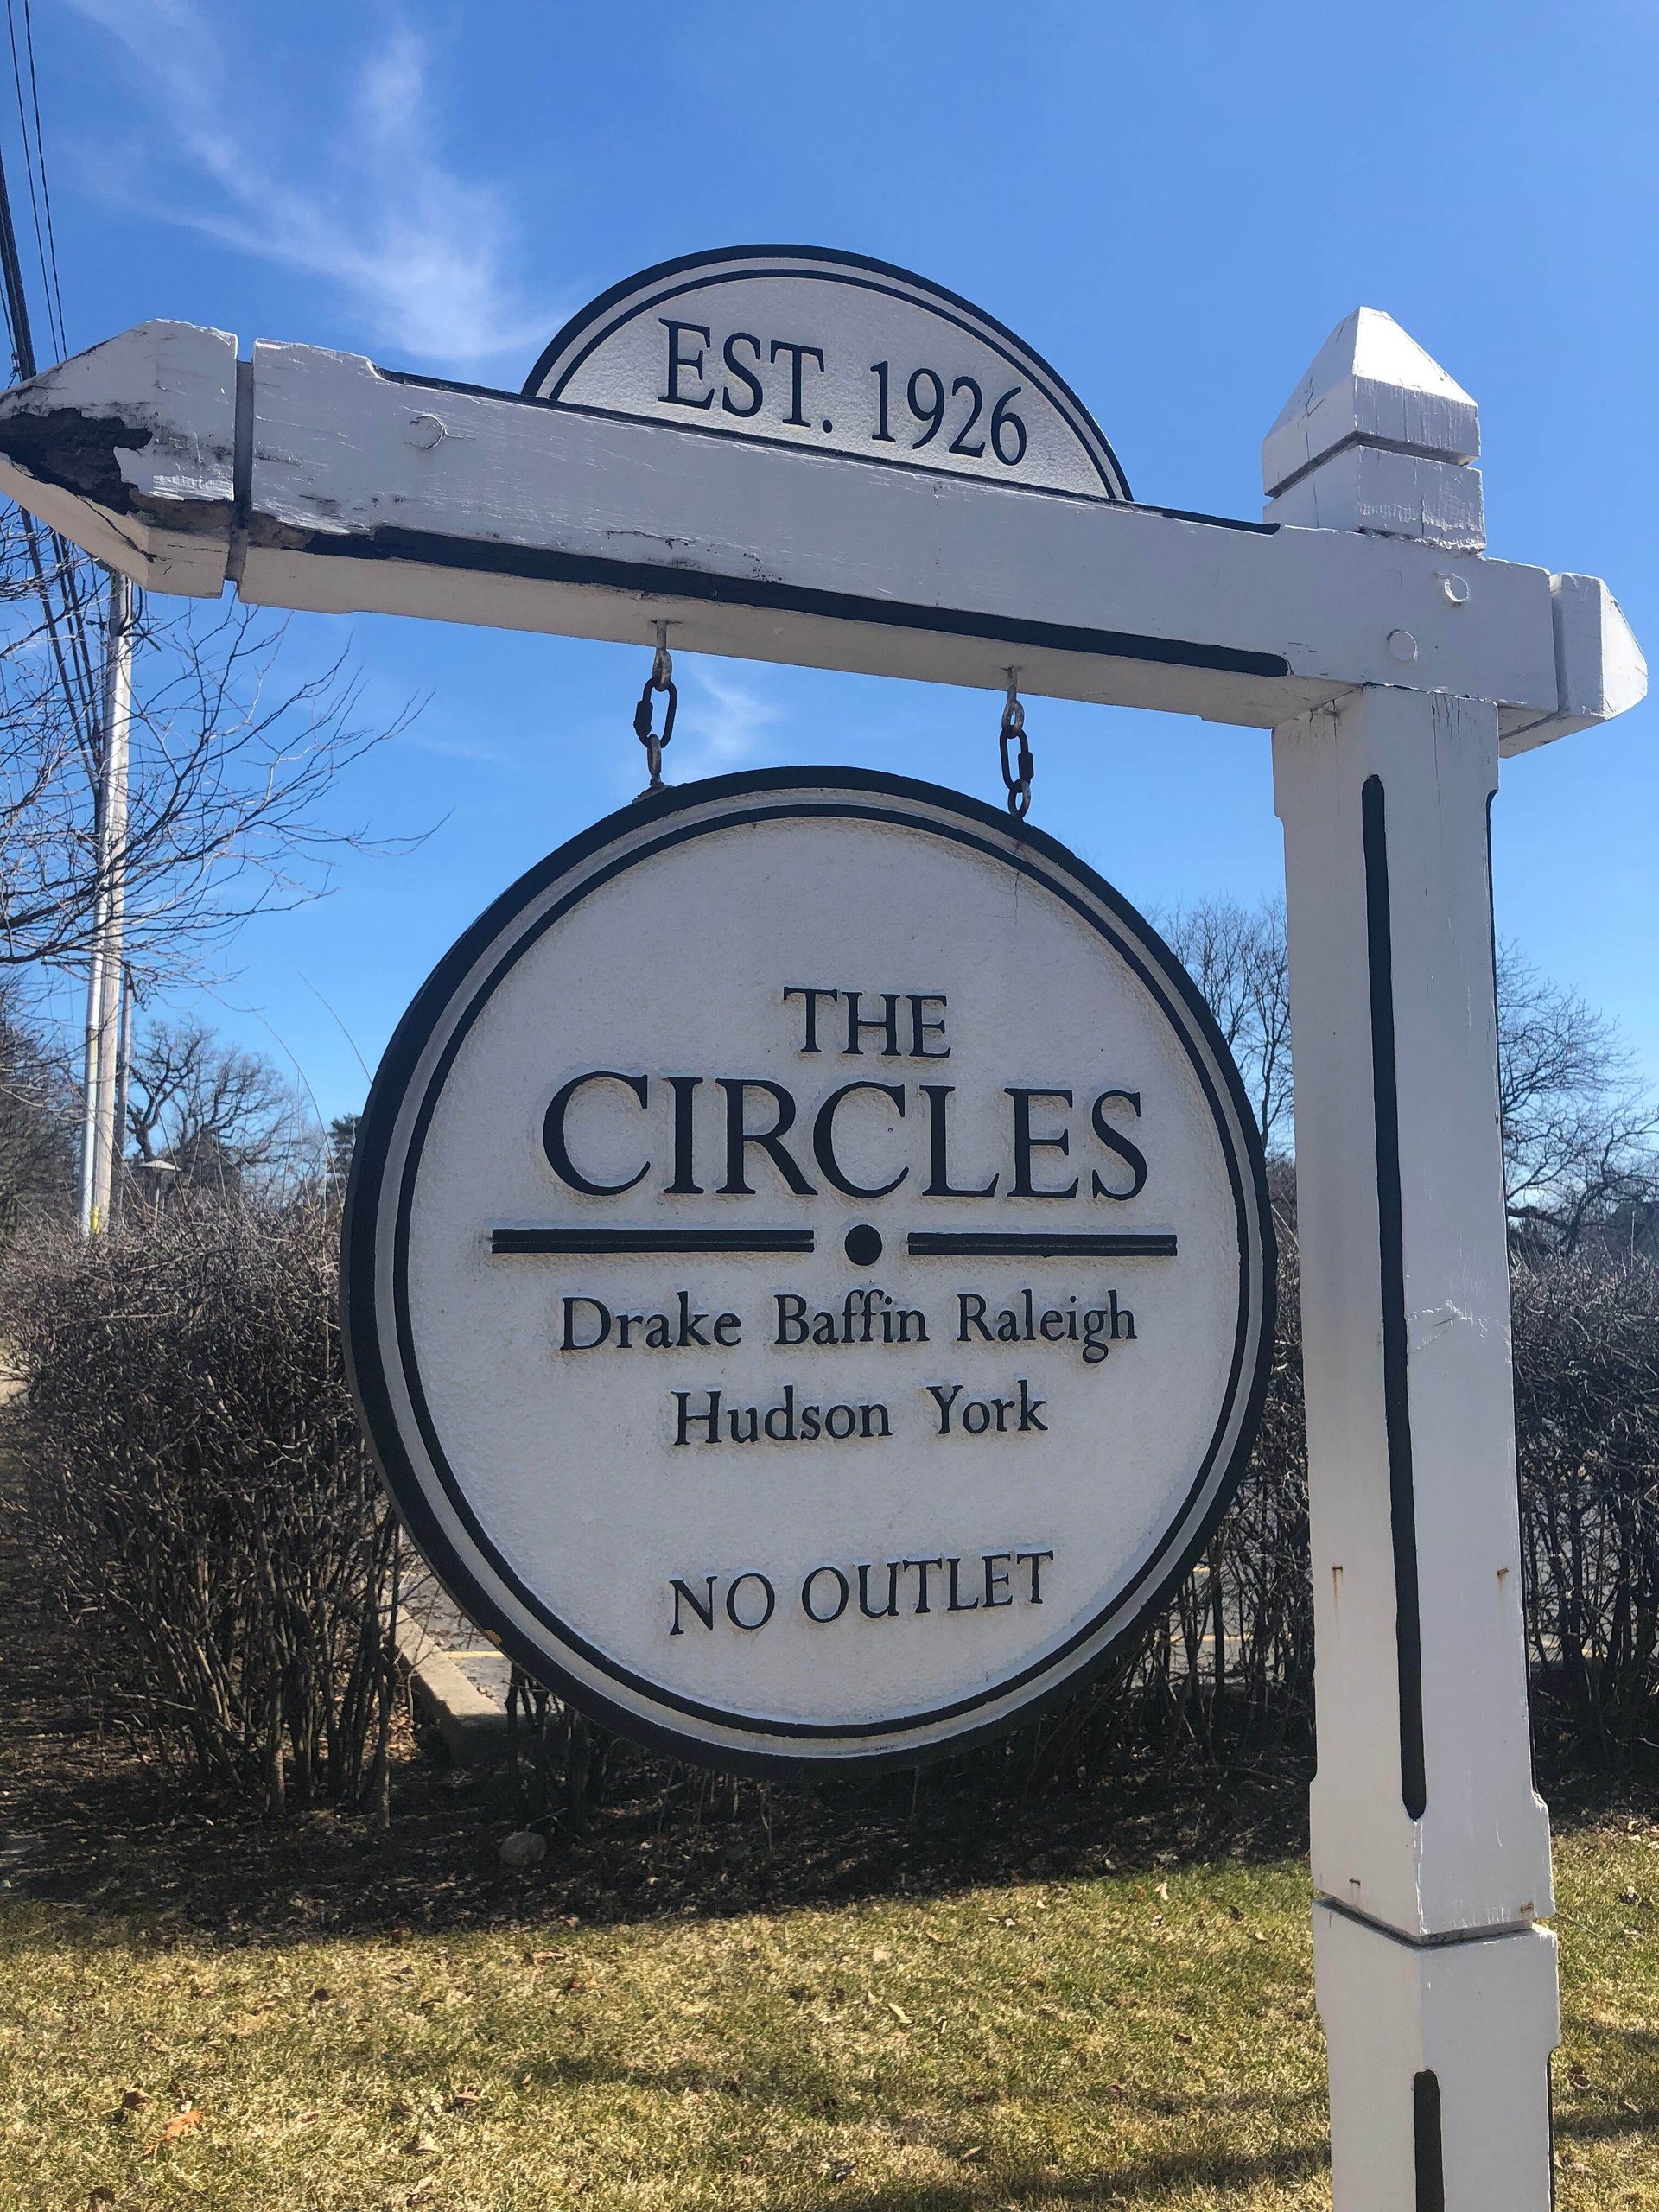 EST. 1926
THE
CIRCLES
Drake Baffin Raleigh
Hudson York
NO OUTLET